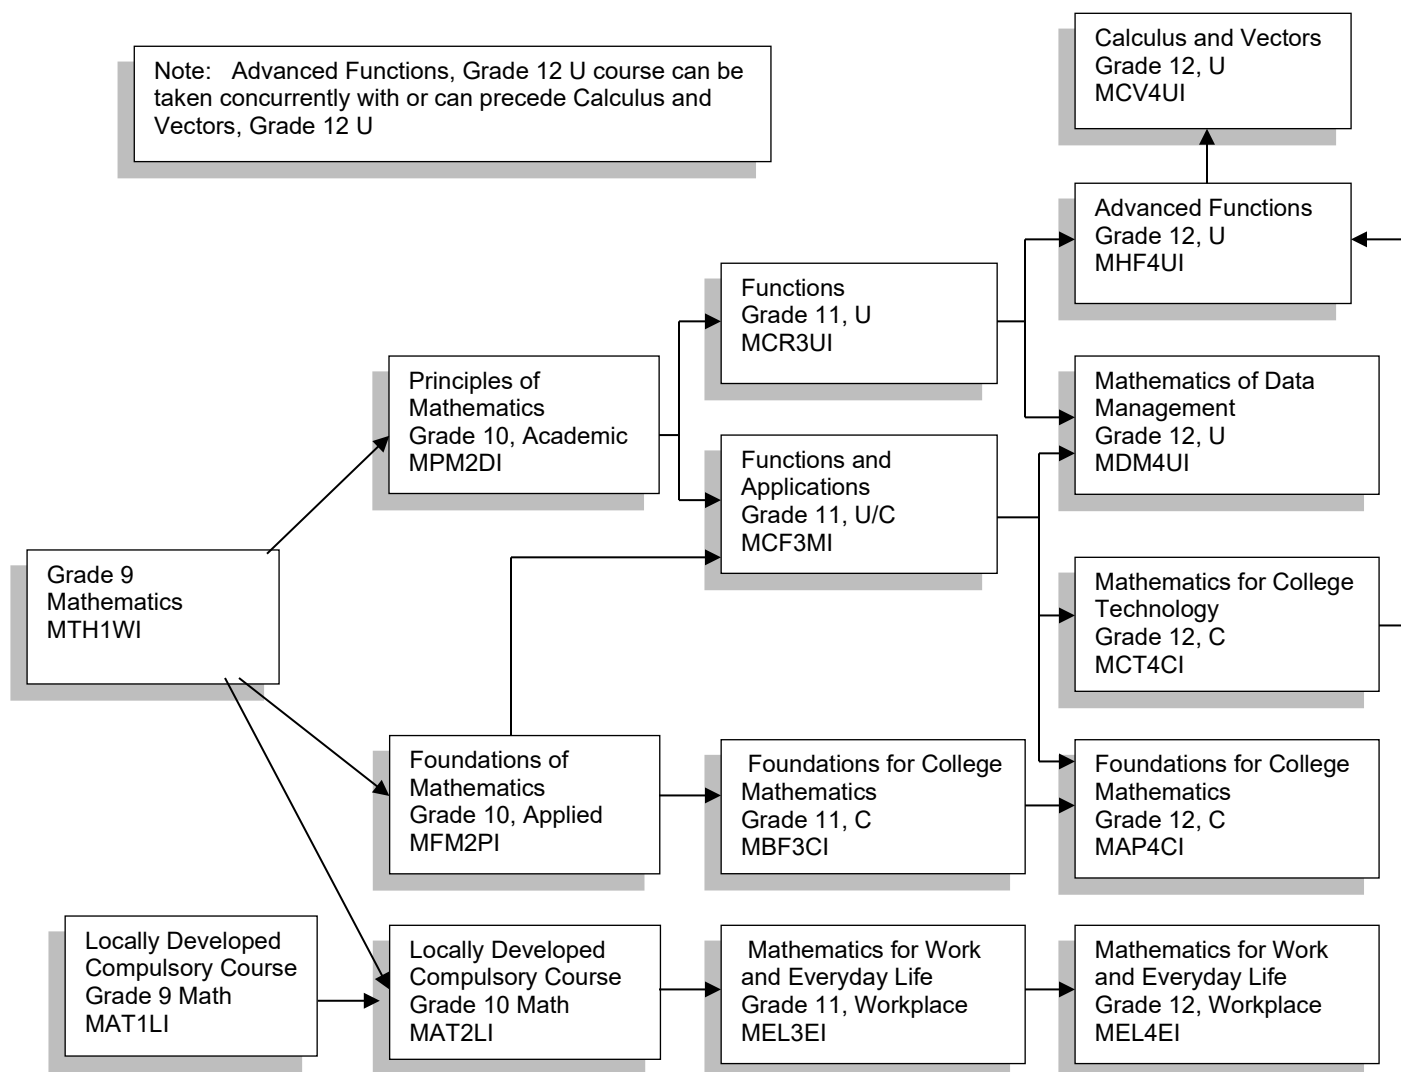 Note:   Advanced Functions, Grade 12 U course can be
taken concurrently with or can precede Calculus and
Vectors, Grade 12 U
Calculus and Vectors
Grade 12, U
MCV4UI
Advanced Functions
Grade 12, U
MHF4UI
Functions
Grade 11, U
MCR3UI
Principles of
Mathematics
Grade 10, Academic
MPM2DI
Mathematics of Data
Management
Grade 12, U
MDM4UI
Functions and
Applications
Grade 11, U/C
MCF3MI
Grade 9
Mathematics
MTH1WI
Mathematics for College
Technology
Grade 12, C
MCT4CI
Foundations of
Mathematics
Grade 10, Applied
MFM2PI
Foundations for College
Mathematics
Grade 11, C
MBF3CI
Foundations for College
Mathematics
Grade 12, C
MAP4CI
Locally Developed
Compulsory Course
Grade 9 Math
MAT1LI
Locally Developed
Compulsory Course
Grade 10 Math
MAT2LI
Mathematics for Work
and Everyday Life
Grade 11, Workplace
MEL3EI
Mathematics for Work
and Everyday Life
Grade 12, Workplace
MEL4EI